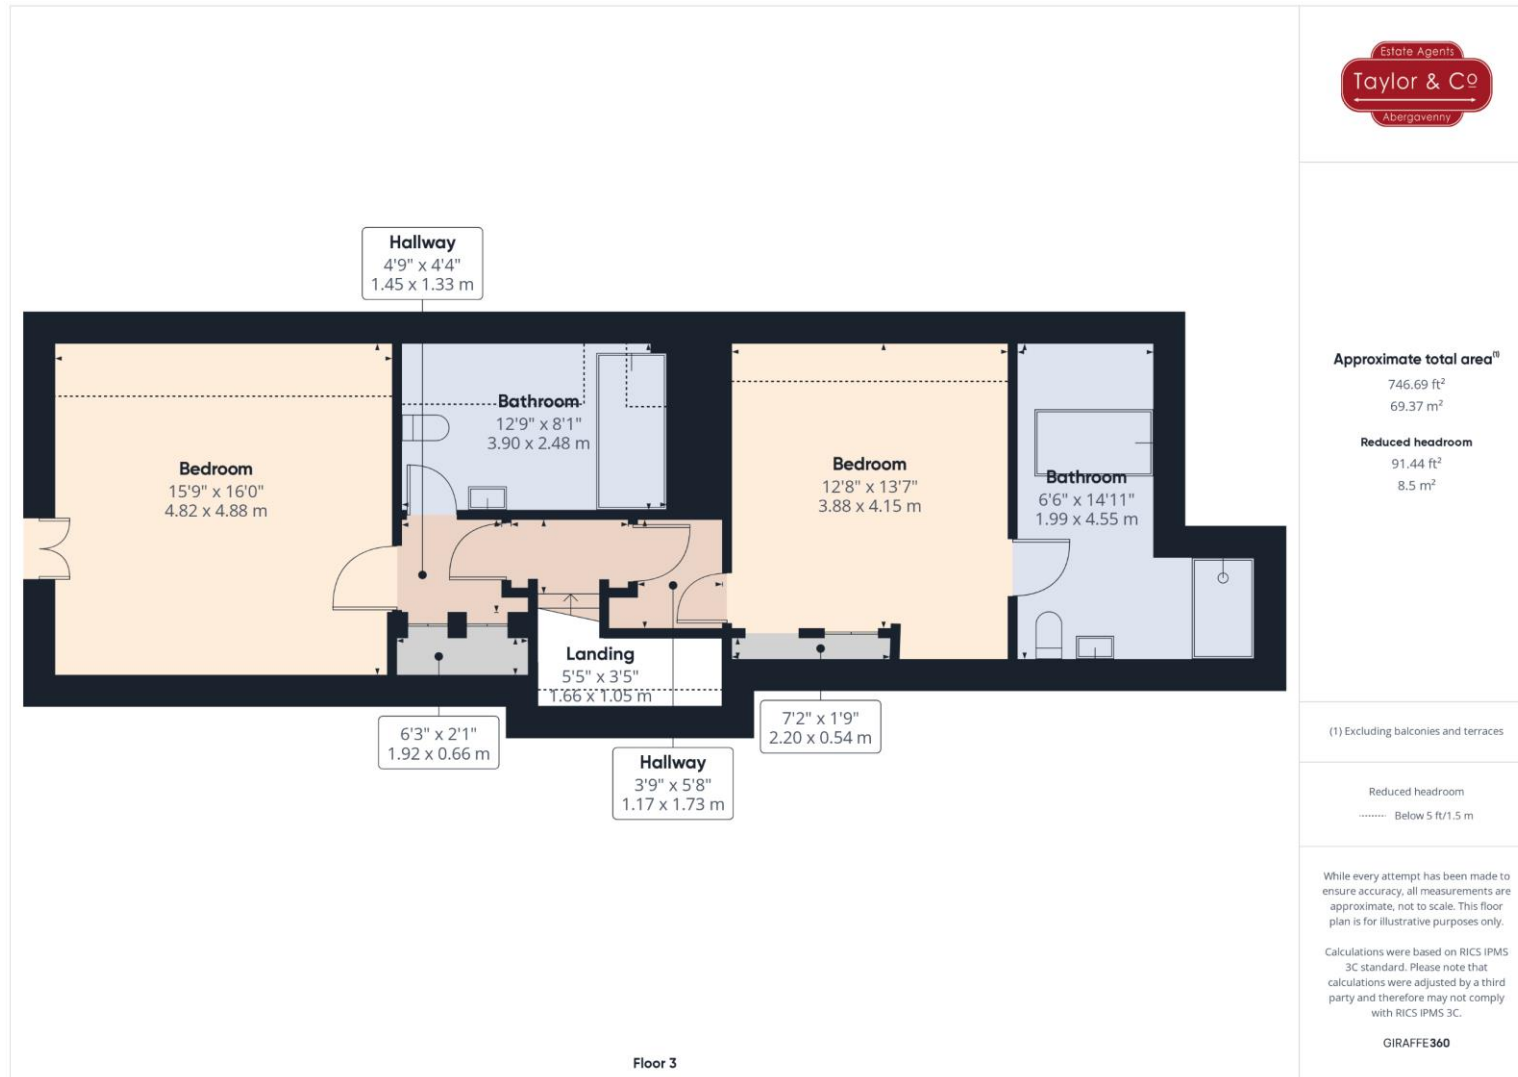 Estate Agents
Taylor & Co
Abergavenny
Hallway
4'9" x 4'4"
1.45 x 1.33 m
Bathroom
12'9" x 8'1"
3.90 x 2.48 m
Bedroom
15'9" x 16'0"
4.82 x 4.88 m
Bedroom
12'8" x 13'7"
3.88 x 4.15 m
Bathroom
6'6" x 14'11"
1.99 x 4.55 m
Landing
5'5" x 3'5"
1.66 x 1.05 m
6'3" x 2'1"
1.92 x 0.66 m
7'2" x 1'9"
2.20 x 0.54 m
Hallway
3'9" x 5'8"
1.17 x 1.73 m
Floor 3
Approximate total area(1)
746.69 ft²
69.37 m²
Reduced headroom
91.44 ft²
8.5 m²
(1) Excluding balconies and terraces
Reduced headroom
Below 5 ft/1.5 m
While every attempt has been made to
ensure accuracy, all measurements are
approximate, not to scale. This floor
plan is for illustrative purposes only.
Calculations were based on RICS IPMS
3C standard. Please note that
calculations were adjusted by a third
party and therefore may not comply
with RICS IPMS 3C.
GIRAFFE360